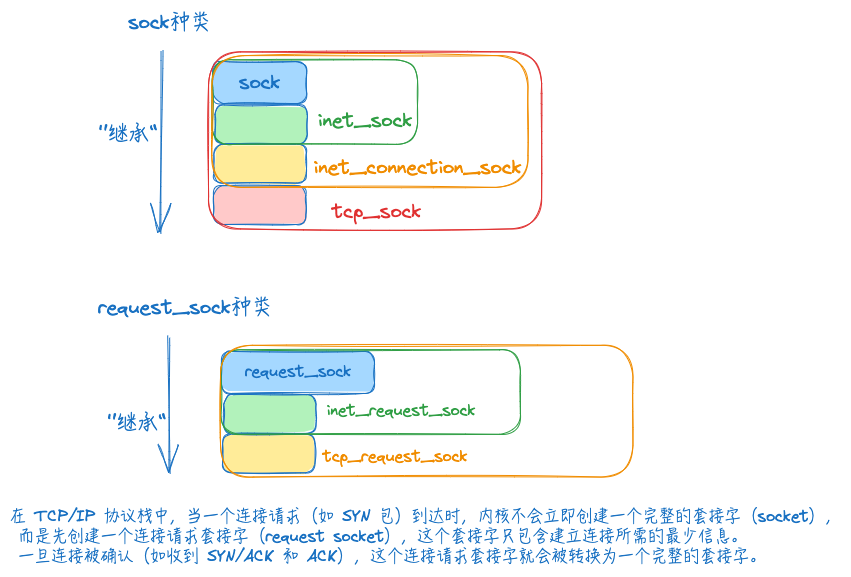 sock种类
sock
"继承"
inet_sock
inet_connection_sock
tcp_sock
request_sock种类
request_sock
"继承"
inet_request_sock
tcp_request_sock
在 TCP/IP 协议栈中，当一个连接请求（如 SYN 包）到达时，内核不会立即创建一个完整的套接字（socket），
而是先创建一个连接请求套接字（request socket），这个套接字只包含建立连接所需的最少信息。
一旦连接被确认（如收到 SYN/ACK 和 ACK），这个连接请求套接字就会被转换为一个完整的套接字。